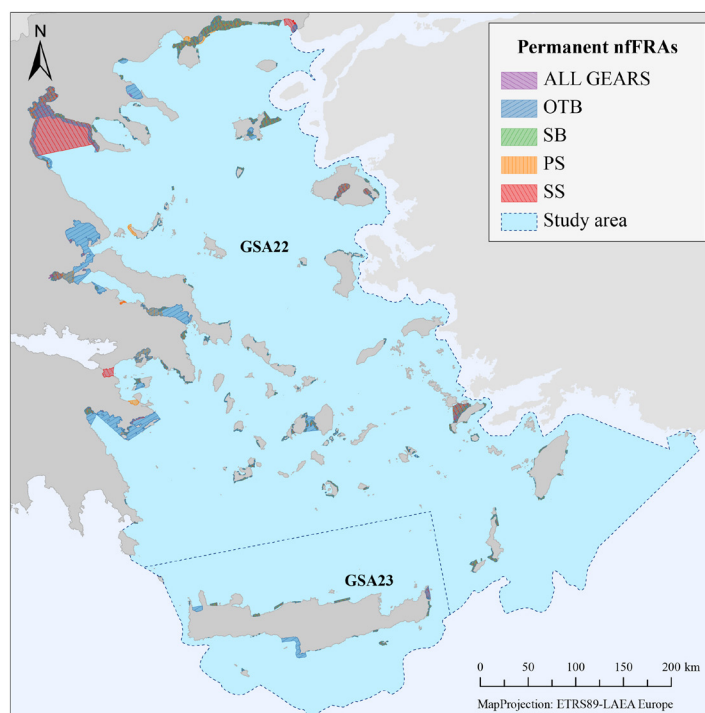 N
Permanent nfFRAs
ALL GEARS
OTB
SB
PS
SS
Study area
GSA22
GSA23
0 50 100 200 km
MapProjection: ETRS89-LAEA Europe